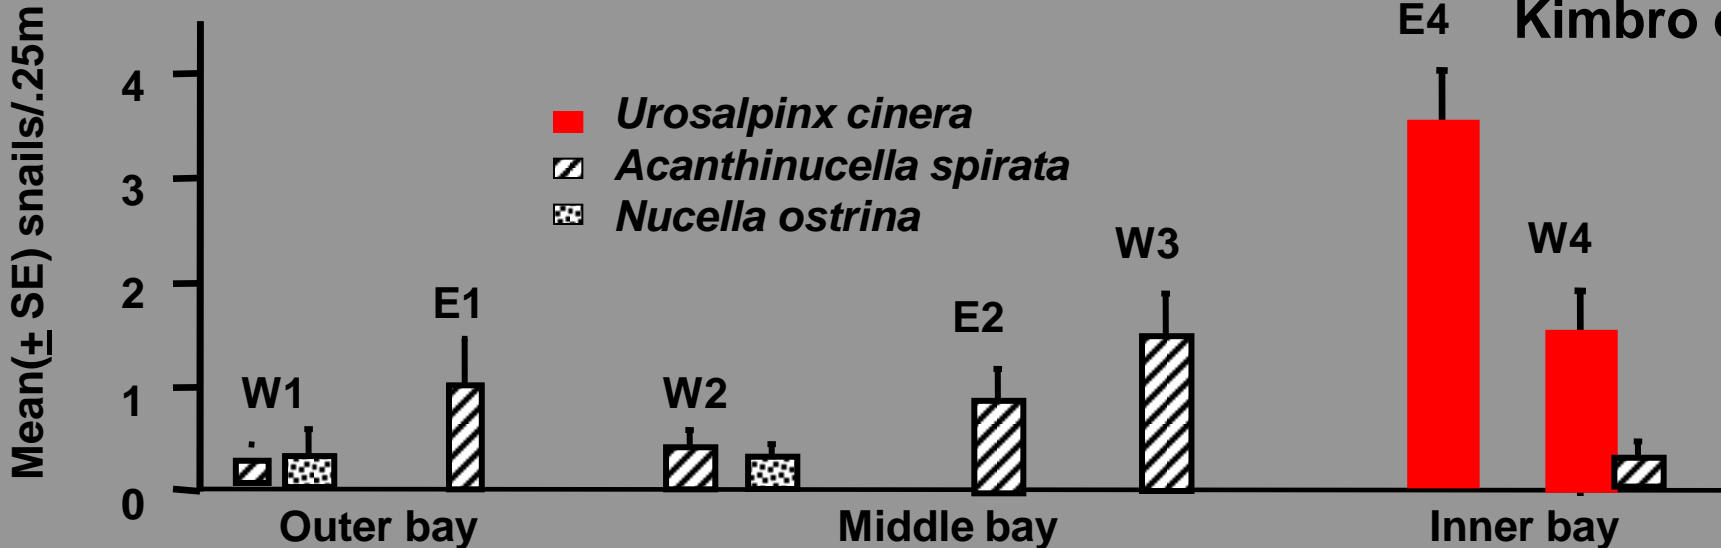 E4
Kimbro
Mean(± SE) snails/.25m
4
3
2
1
0
Urosalpinx cinera
Acanthinucella spirata
Nucella ostrina
W1
E1
W2
E2
W3
W4
Outer bay
Middle bay
Inner bay